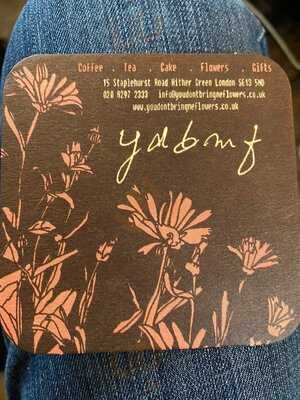 Coffee . Tea . Cake . Flowers . Gifts
15 Staplehurst Road Hither Green London SE13 5ND
020 8297 2333 info@youdontbringmeflowers.co.uk
www.youdontbringmeflowers.co.uk
ydbmf